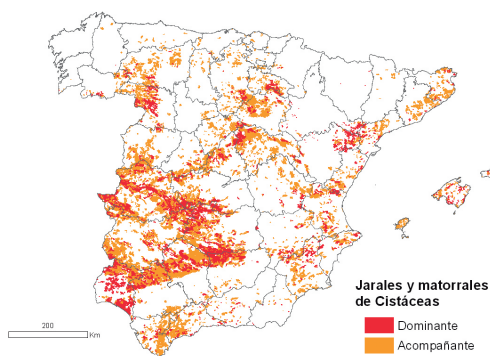 Jarales y matorrales
de Cistáceas
Dominante
Acompañante
200
Km